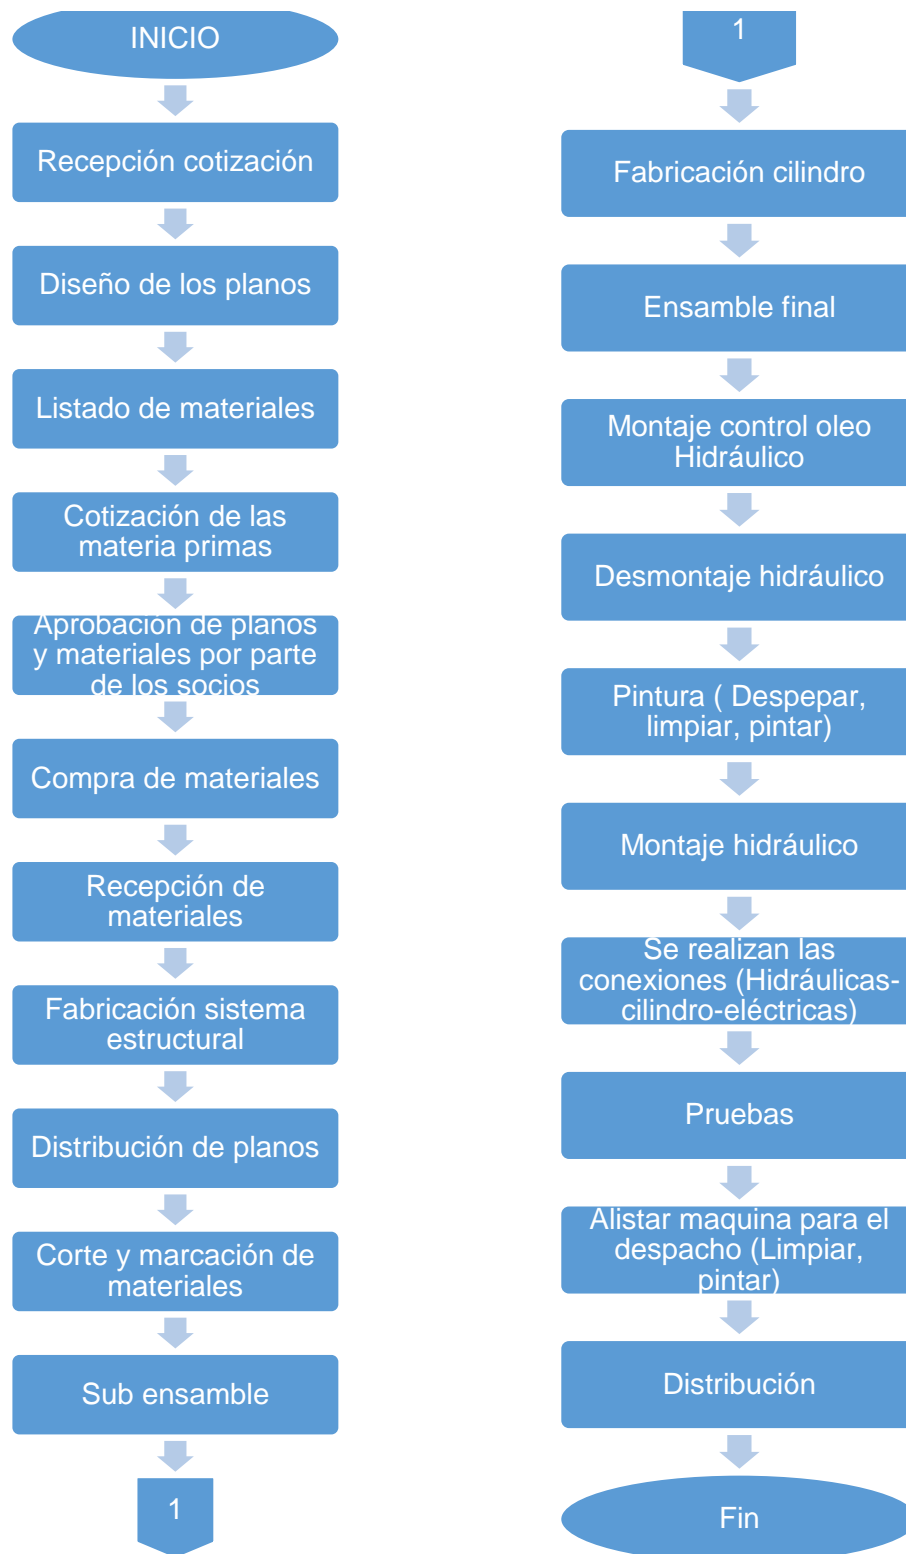 INICIO
Recepción cotización
Diseño de los planos
Listado de materiales
Cotización de las
materia primas
Aprobación de planos
y materiales por parte
de los socios
Compra de materiales
Recepción de
materiales
Fabricación sistema
estructural
Distribución de planos
Corte y marcación de
materiales
Sub ensamble
1
1
Fabricación cilindro
Ensamble final
Montaje control oleo
Hidráulico
Desmontaje hidráulico
Pintura ( Despepar,
limpiar, pintar)
Montaje hidráulico
Se realizan las
conexiones (Hidráulicas-
cilindro-eléctricas)
Pruebas
Alistar maquina para el
despacho (Limpiar,
pintar)
Distribución
Fin